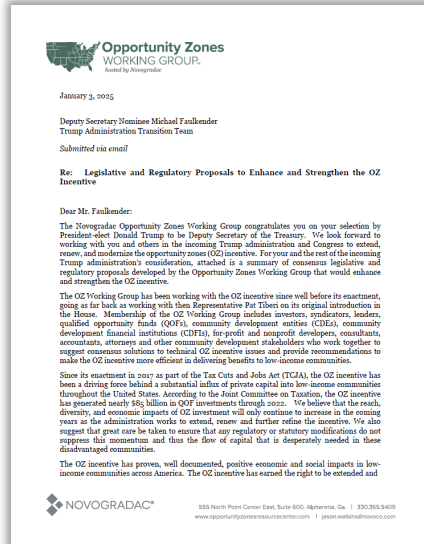 Opportunity Zones
WORKING GROUP
hosted by Novogradac
January 3, 2025
Deputy Secretary Nominee Michael Faulkender
Trump Administration Transition Team
Submitted via email
Re: Legislative and Regulatory Proposals to Enhance and Strengthen the OZ
Incentive
Dear Mr. Faulkender:
The Novogradac Opportunity Zones Working Group congratulates you on your selection by
President-elect Donald Trump to be Deputy Secretary of the Treasury. We look forward to
working with you and others in the incoming Trump administration and Congress to extend,
renew, and modernize the opportunity zones (OZ) incentive. For your and the rest of the incoming
Trump administration's consideration, attached is a summary of consensus legislative and
regulatory proposals developed by the Opportunity Zones Working Group that would enhance
and strengthen the OZ incentive.
The OZ Working Group has been working with the OZ incentive since well before its enactment,
going as far back as working with then Representative Pat Tiberi on its original introduction in
the House. Membership of the OZ Working Group includes investors, syndicators, lenders,
qualified opportunity funds (QOFs), community development entities (CDEs), community
development financial institutions (CDFIs), for-profit and nonprofit developers, consultants,
accountants, attorneys and other community development stakeholders who work together to
suggest consensus solutions to technical OZ incentive issues and provide recommendations to
make the OZ incentive more efficient in delivering benefits to low-income communities.
Since its enactment in 2017 as part of the Tax Cuts and Jobs Act (TCJA), the OZ incentive has
been a driving force behind a substantial influx of private capital into low-income communities
throughout the United States. According to the Joint Committee on Taxation, the OZ incentive
has generated nearly $85 billion in QOF investments through 2022. We believe that the reach,
diversity, and economic impacts of OZ investment will only continue to increase in the coming
years as the administration works to extend, renew and further refine the incentive. We also
suggest that great care be taken to ensure that any regulatory or statutory modifications do not
suppress this momentum and thus the flow of capital that is desperately needed in these
disadvantaged communities.
The OZ incentive has proven, well documented, positive economic and social impacts in low-
income communities across America. The OZ incentive has earned the right to be extended and
NOVOGRADAC®
555 North Point Center East, Suite 600, Alpharetta, Ga. | 330.365.5409
www.opportunityzonesresourcecenter.com | jason.watkins@novoco.com